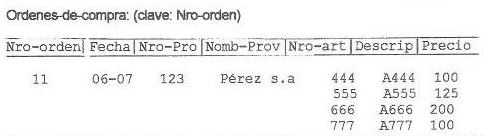 Ordenes-de-compra: (clave: Nro-orden)
Nro-orden| Fecha|Nro-Pro|Nomb-Prov|Nro-art|Descrip|Precio
11 06-07 123 Pérez s.a 444 A444 100
555 A555 125
666 A666 200
777 A777 100